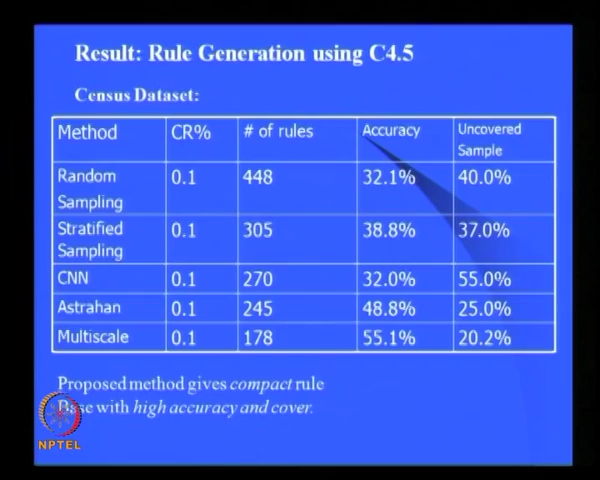 Result: Rule Generation using C4.5
Census Dataset:
Method CR% # of rules Accuracy Uncovered Sample
Random Sampling 0.1 448 32.1% 40.0%
Stratified Sampling 0.1 305 38.8% 37.0%
CNN 0.1 270 32.0% 55.0%
Astrahan 0.1 245 48.8% 25.0%
Multiscale 0.1 178 55.1% 20.2%
Proposed method gives compact rule
Base with high accuracy and cover.
NPTEL